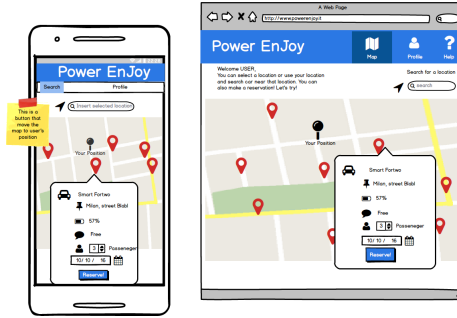 Power EnJoy
Search
Profile
Insert selected location
This is a
button that
move the
map to user's
position
Your Position
Smart Fortwo
Milan, street Bla1
57%
Free
3 Passeneger
10/ 10 / 16
Reserve!
A Web Page
http://www.powerenjoy.it
Power EnJoy
Map
Profile
Help
Welcome USER,
You can select a location or use your location
and search car near that location. You can
also make a reservation! Let's try!
Search for a location
search
Your Position
Smart Fortwo
Milan, street Bla1
57%
Free
3 Passeneger
10/ 10 / 16
Reserve!